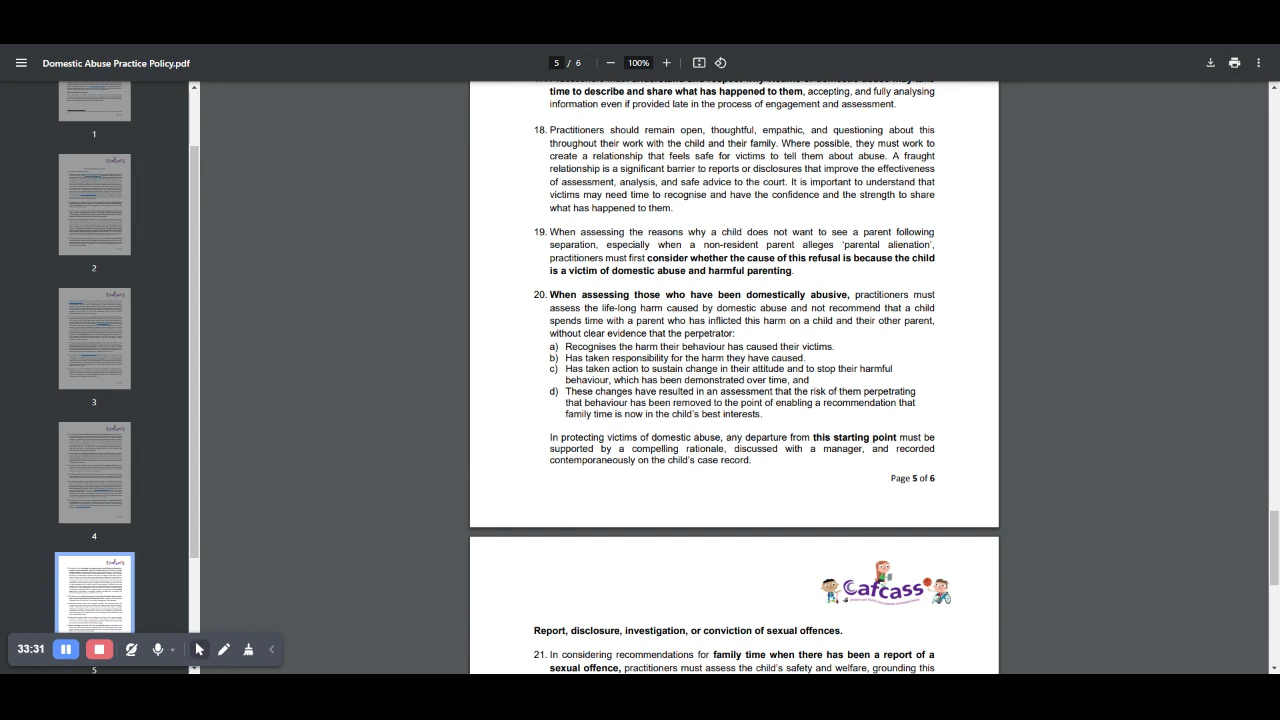 Domestic Abuse Practice Policy.pdf
5 / 6
100%
1
2
3
4
5
time to describe and share what has happened to them, accepting, and fully analysing
information even if provided late in the process of engagement and assessment.
18. Practitioners should remain open, thoughtful, empathic, and questioning about this
throughout their work with the child and their family. Where possible, they must work to
create a relationship that feels safe for victims to tell them about abuse. A fraught
relationship is a significant barrier to reports or disclosures that improve the effectiveness
of assessment, analysis, and safe advice to the court. It is important to understand that
victims may need time to recognise and have the confidence and the strength to share
what has happened to them.
19. When assessing the reasons why a child does not want to see a parent following
separation, especially when a non-resident parent alleges ‘parental alienation’,
practitioners must first consider whether the cause of this refusal is because the child
is a victim of domestic abuse and harmful parenting.
20. When assessing those who have been domestically abusive, practitioners must
assess the life-long harm caused by domestic abuse and not recommend that a child
spends time with a parent who has inflicted this harm on a child and their other parent,
without clear evidence that the perpetrator:
a) Recognises the harm their behaviour has caused their victims.
b) Has taken responsibility for the harm they have caused.
c) Has taken action to sustain change in their attitude and to stop their harmful
behaviour, which has been demonstrated over time, and
d) These changes have resulted in an assessment that the risk of them perpetrating
that behaviour has been removed to the point of enabling a recommendation that
family time is now in the child’s best interests.
In protecting victims of domestic abuse, any departure from this starting point must be
supported by a compelling rationale, discussed with a manager, and recorded
contemporaneously on the child’s case record.
Page 5 of 6
Cafcass
Report, disclosure, investigation, or conviction of sexual offences.
21. In considering recommendations for family time when there has been a report of a
sexual offence, practitioners must assess the child’s safety and welfare, grounding this
33:31